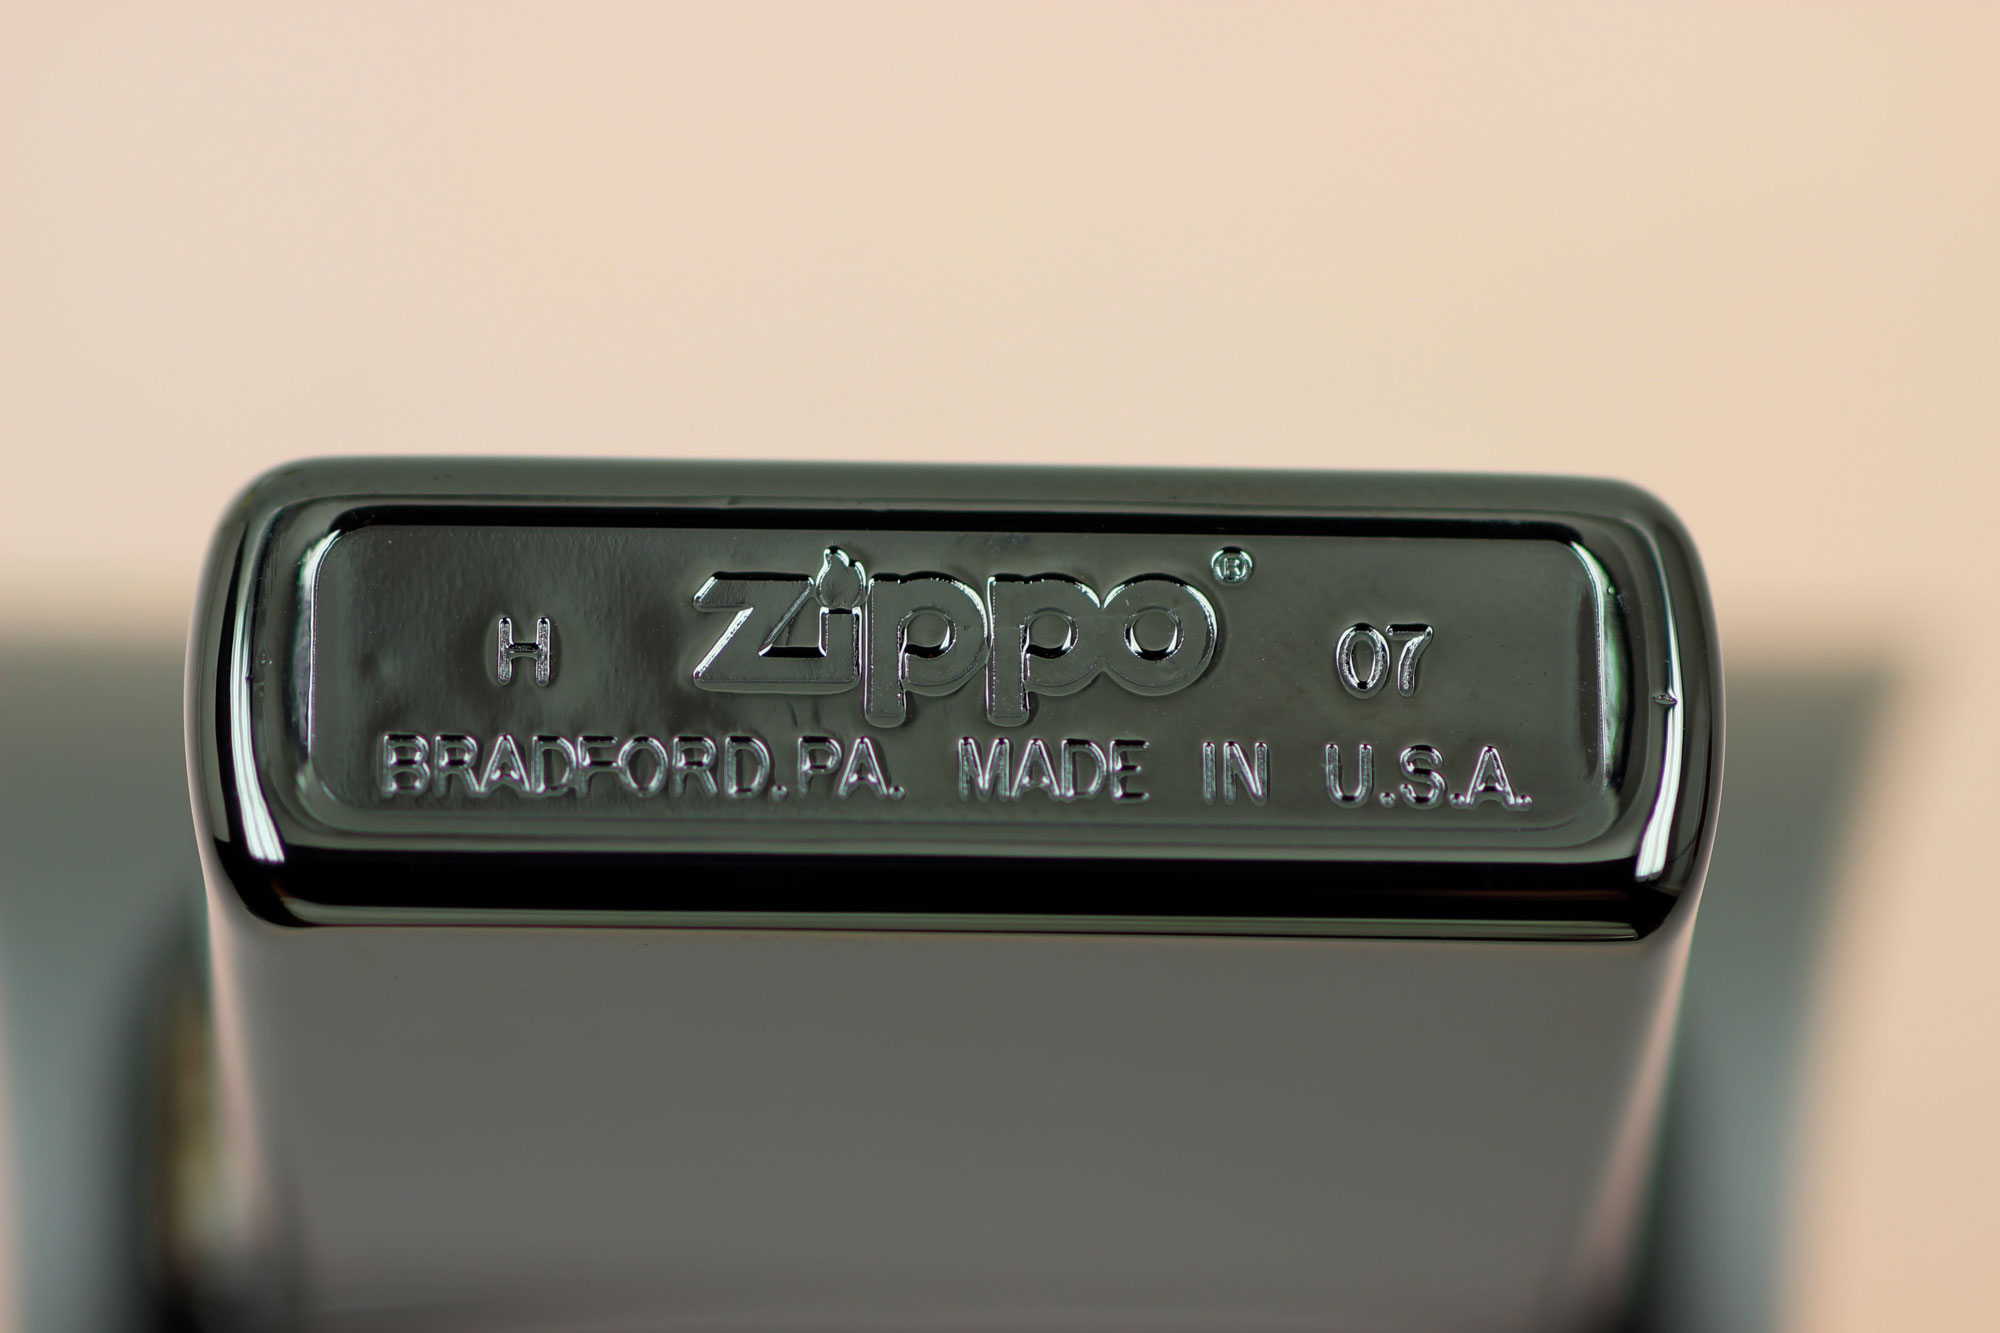 H zippo® 07
BRADFORD.PA. MADE IN U.S.A.